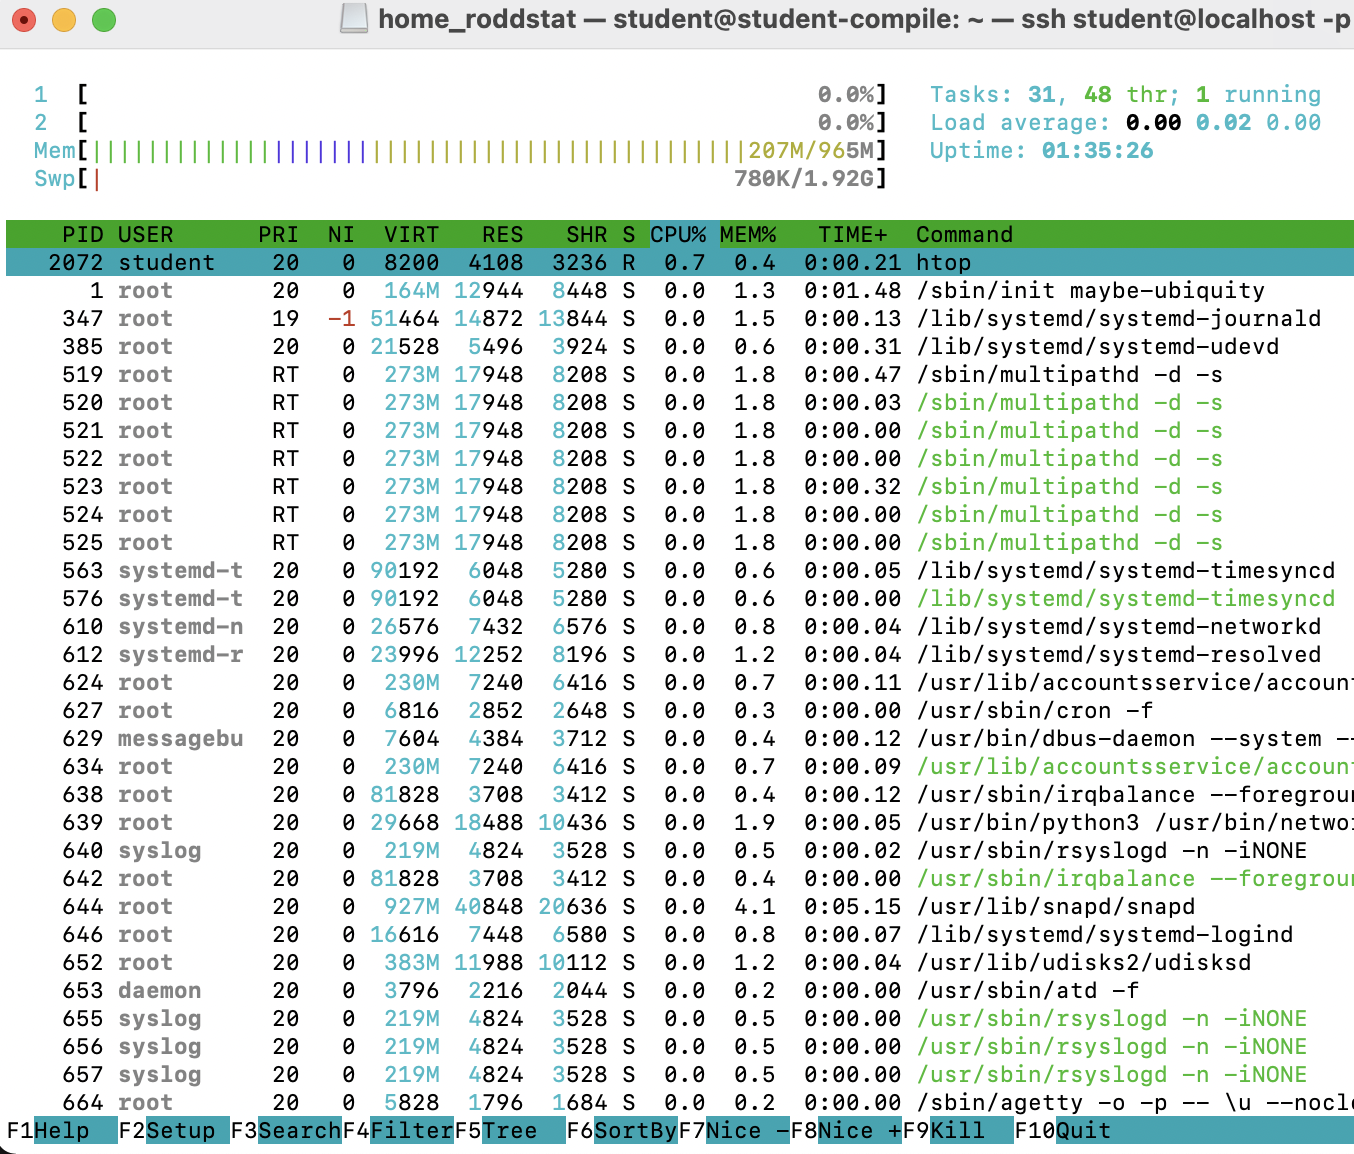 home_roddstat — student@student-compile: ~ — ssh student@localhost -p
1 [ 0.0%] Tasks: 31, 48 thr; 1 running
2 [ 0.0%] Load average: 0.00 0.02 0.00
Mem[||||||||||||||||||||||||||||||||||||||||||||||||207M/965M] Uptime: 01:35:26
Swp[| 780K/1.92G]
PID USER PRI NI VIRT RES SHR S CPU% MEM% TIME+ Command
2072 student 20 0 8200 4108 3236 R 0.7 0.4 0:00.21 htop
1 root 20 0 164M 12944 8448 S 0.0 1.3 0:01.48 /sbin/init maybe-ubiquity
347 root 19 -1 51464 14872 13844 S 0.0 1.5 0:00.13 /lib/systemd/systemd-journald
385 root 20 0 21528 5496 3924 S 0.0 0.6 0:00.31 /lib/systemd/systemd-udevd
519 root RT 0 273M 17948 8208 S 0.0 1.8 0:00.47 /sbin/multipathd -d -s
520 root RT 0 273M 17948 8208 S 0.0 1.8 0:00.03 /sbin/multipathd -d -s
521 root RT 0 273M 17948 8208 S 0.0 1.8 0:00.00 /sbin/multipathd -d -s
522 root RT 0 273M 17948 8208 S 0.0 1.8 0:00.00 /sbin/multipathd -d -s
523 root RT 0 273M 17948 8208 S 0.0 1.8 0:00.32 /sbin/multipathd -d -s
524 root RT 0 273M 17948 8208 S 0.0 1.8 0:00.00 /sbin/multipathd -d -s
525 root RT 0 273M 17948 8208 S 0.0 1.8 0:00.00 /sbin/multipathd -d -s
563 systemd-t 20 0 90192 6048 5280 S 0.0 0.6 0:00.05 /lib/systemd/systemd-timesyncd
576 systemd-t 20 0 90192 6048 5280 S 0.0 0.6 0:00.00 /lib/systemd/systemd-timesyncd
610 systemd-n 20 0 26576 7432 6576 S 0.0 0.8 0:00.04 /lib/systemd/systemd-networkd
612 systemd-r 20 0 23996 12252 8196 S 0.0 1.2 0:00.04 /lib/systemd/systemd-resolved
624 root 20 0 230M 7240 6416 S 0.0 0.7 0:00.11 /usr/lib/accountsservice/accoun
627 root 20 0 6816 2852 2648 S 0.0 0.3 0:00.00 /usr/sbin/cron -f
629 messagebu 20 0 7604 4384 3712 S 0.0 0.4 0:00.12 /usr/bin/dbus-daemon --system --
634 root 20 0 230M 7240 6416 S 0.0 0.7 0:00.09 /usr/lib/accountsservice/accoun
638 root 20 0 81828 3708 3412 S 0.0 0.4 0:00.12 /usr/sbin/irqbalance --foregrou
639 root 20 0 29668 18488 10436 S 0.0 1.9 0:00.05 /usr/bin/python3 /usr/bin/netwo
640 syslog 20 0 219M 4824 3528 S 0.0 0.5 0:00.02 /usr/sbin/rsyslogd -n -iNONE
642 root 20 0 81828 3708 3412 S 0.0 0.4 0:00.00 /usr/sbin/irqbalance --foregrou
644 root 20 0 927M 40848 20636 S 0.0 4.1 0:05.15 /usr/lib/snapd/snapd
646 root 20 0 16616 7448 6580 S 0.0 0.8 0:00.07 /lib/systemd/systemd-logind
652 root 20 0 383M 11988 10112 S 0.0 1.2 0:00.04 /usr/lib/udisks2/udisksd
653 daemon 20 0 3796 2216 2044 S 0.0 0.2 0:00.00 /usr/sbin/atd -f
655 syslog 20 0 219M 4824 3528 S 0.0 0.5 0:00.00 /usr/sbin/rsyslogd -n -iNONE
656 syslog 20 0 219M 4824 3528 S 0.0 0.5 0:00.00 /usr/sbin/rsyslogd -n -iNONE
657 syslog 20 0 219M 4824 3528 S 0.0 0.5 0:00.00 /usr/sbin/rsyslogd -n -iNONE
664 root 20 0 5828 1796 1684 S 0.0 0.2 0:00.00 /sbin/agetty -o -p -- \u --nocl
F1Help F2Setup F3SearchF4FilterF5Tree F6SortByF7Nice -F8Nice +F9Kill F10Quit